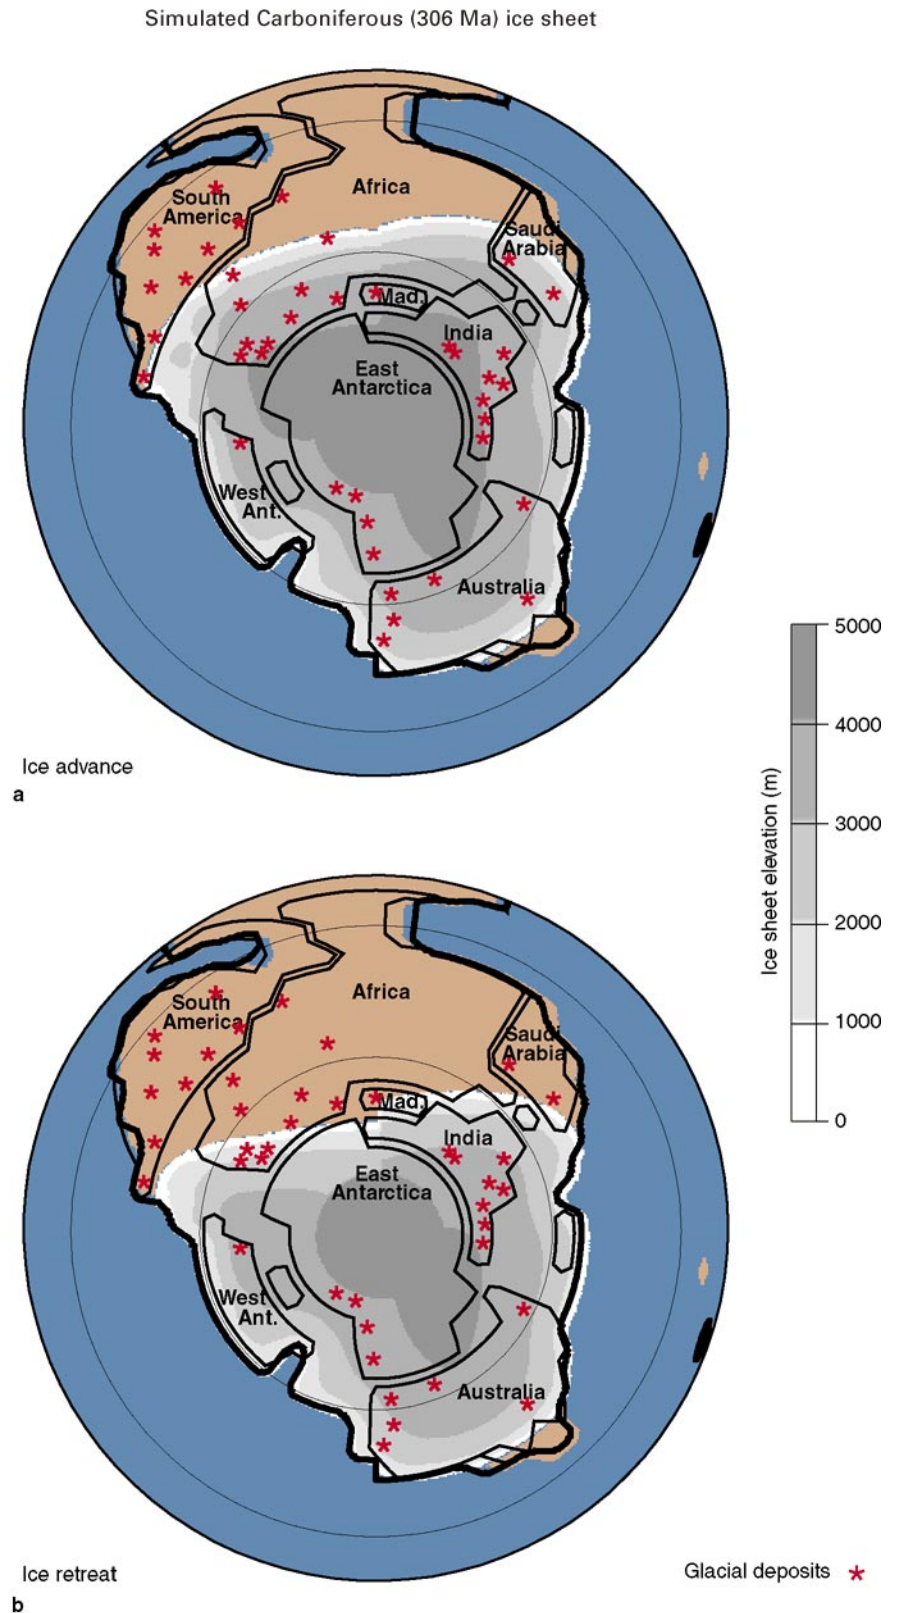 Simulated Carboniferous (306 Ma) ice sheet
Africa
South
America
Saudi
Arabia
Mad.
India
East
Antarctica
West
Ant.
Australia
Ice advance
a
5000
4000
3000
2000
1000
0
Ice sheet elevation (m)
Africa
South
America
Saudi
Arabia
Mad.
India
East
Antarctica
West
Ant.
Australia
Ice retreat
b
Glacial deposits *